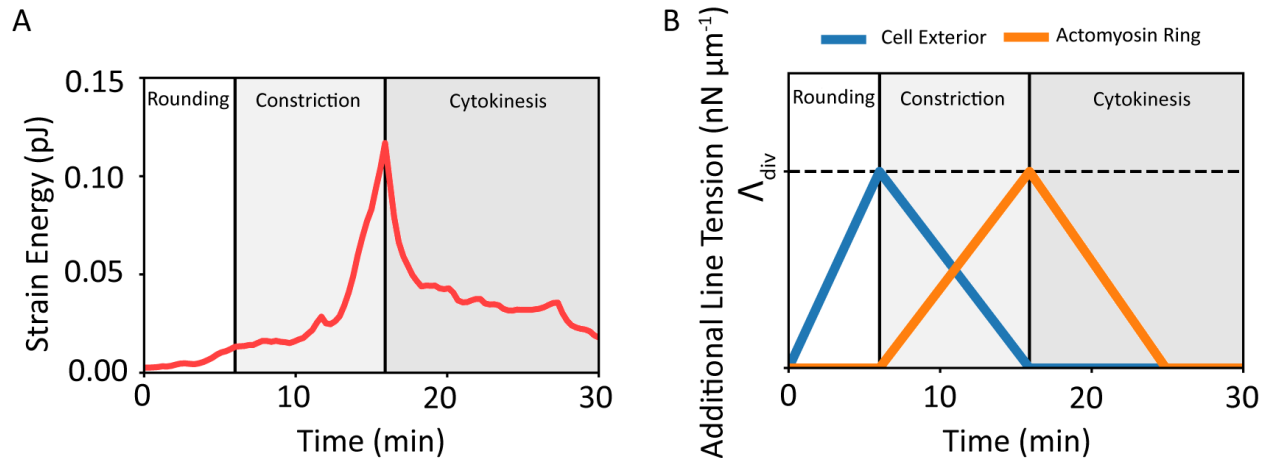 A
Strain Energy (pJ)
0.15
0.10
0.05
0.00
Rounding
Constriction
Cytokinesis
0
10
20
30
Time (min)
B
Cell Exterior
Actomyosin Ring
Additional Line Tension (nN μm⁻¹)
Λdiv
Rounding
Constriction
Cytokinesis
0
10
20
30
Time (min)